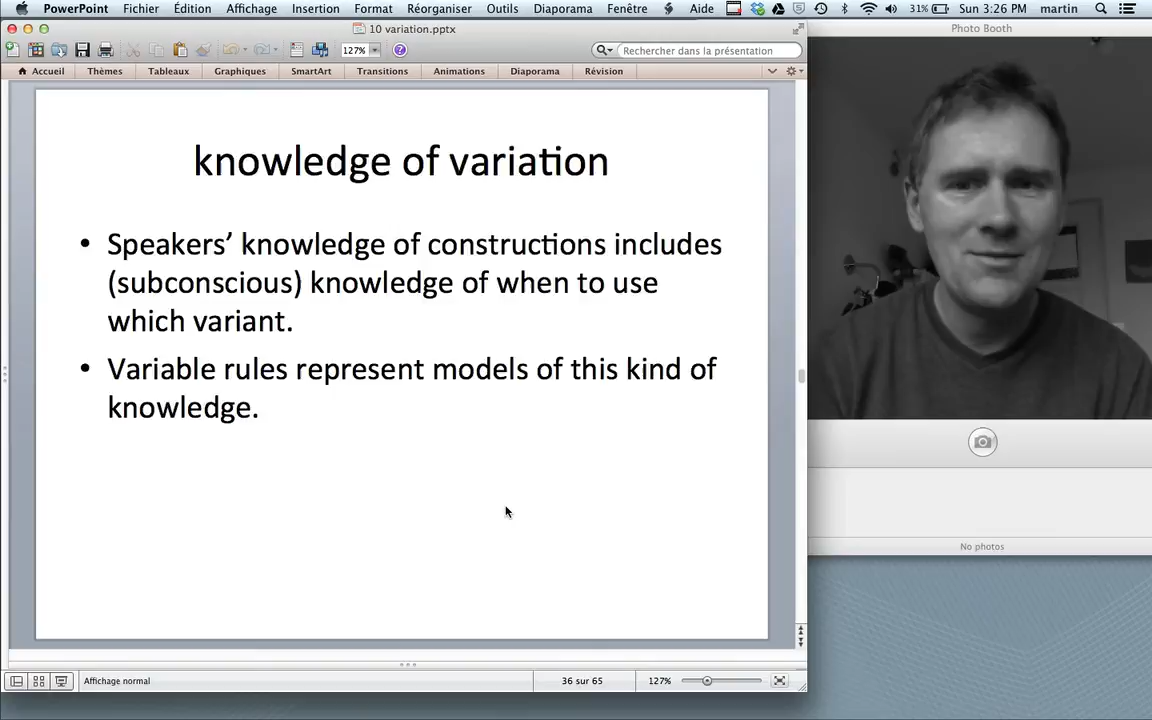 PowerPoint Fichier Édition Affichage Insertion Format Réorganiser Outils Diaporama Fenêtre Aide 31% Sun 3:26 PM martin
10 variation.pptx
Photo Booth
127% Rechercher dans la présentation
Accueil Thèmes Tableaux Graphiques SmartArt Transitions Animations Diaporama Révision
knowledge of variation
• Speakers’ knowledge of constructions includes
(subconscious) knowledge of when to use
which variant.
• Variable rules represent models of this kind of
knowledge.
No photos
Affichage normal 36 sur 65 127%